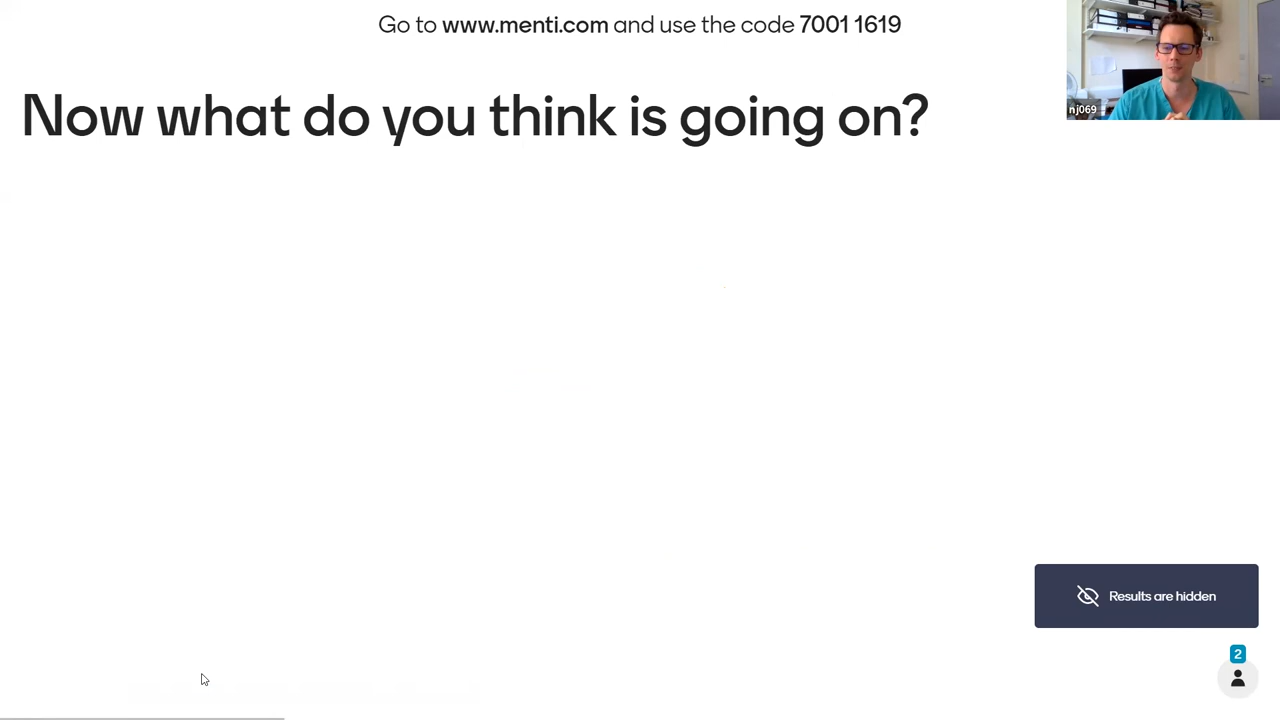 Go to www.menti.com and use the code 7001 1619
nj069
Now what do you think is going on?
Results are hidden
2